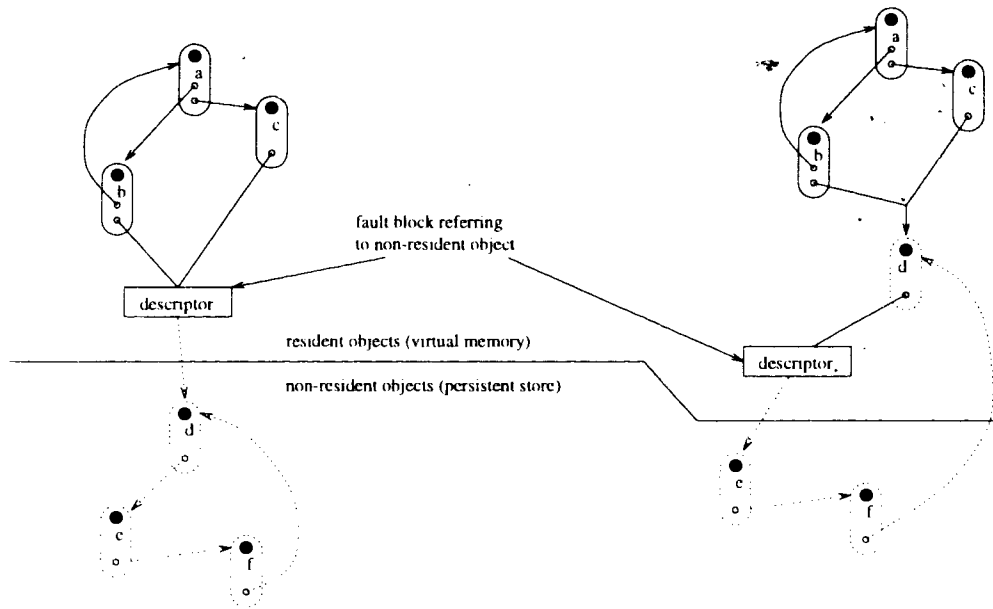 a
c
b
fault block referring
to non-resident object
descriptor
resident objects (virtual memory)
non-resident objects (persistent store)
d
e
f
a
c
b
d
descriptor
e
f